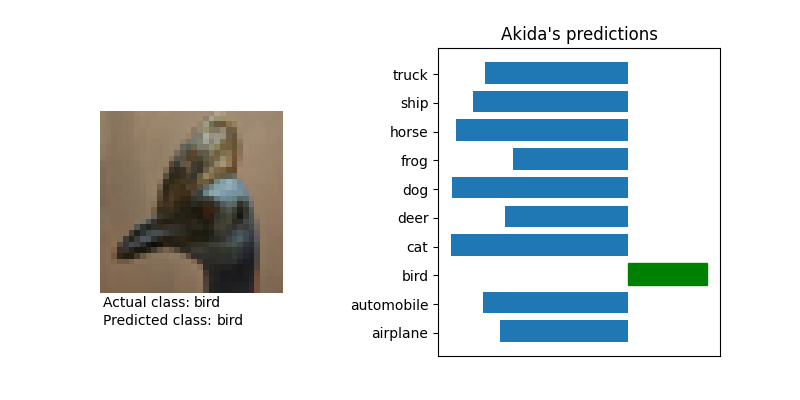 Akida's predictions
truck
ship
horse
frog
dog
deer
cat
bird
automobile
airplane
Actual class: bird
Predicted class: bird